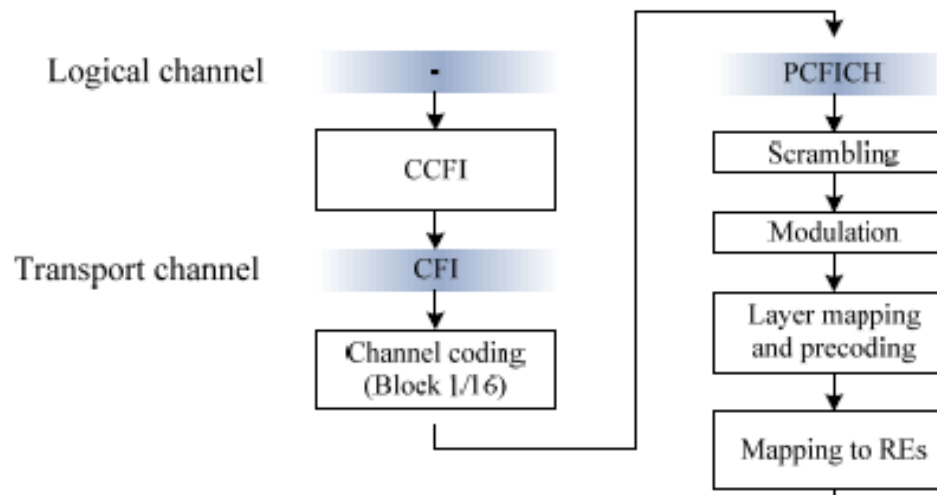 Logical channel
-
CCFI
Transport channel
CFI
Channel coding
(Block 1/16)
PCFICH
Scrambling
Modulation
Layer mapping
and precoding
Mapping to REs